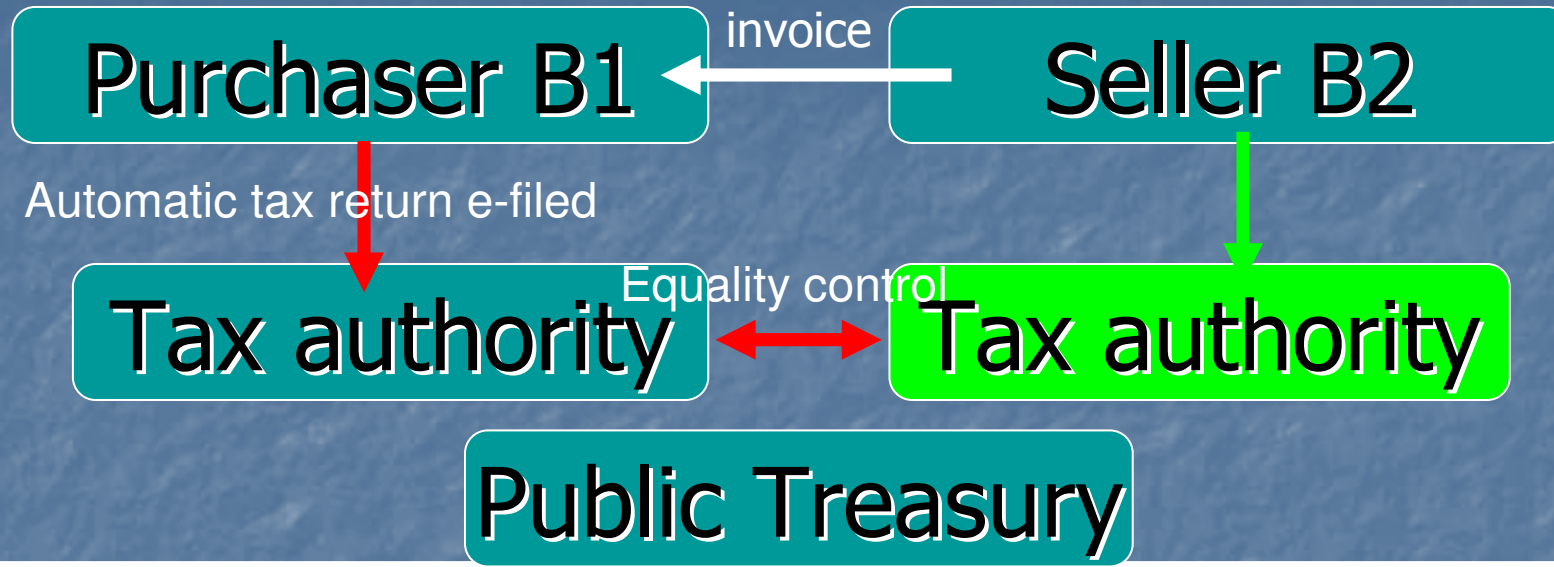 invoice
Purchaser B1
Seller B2
Automatic tax return e-filed
Equality control
Tax authority
Tax authority
Public Treasury